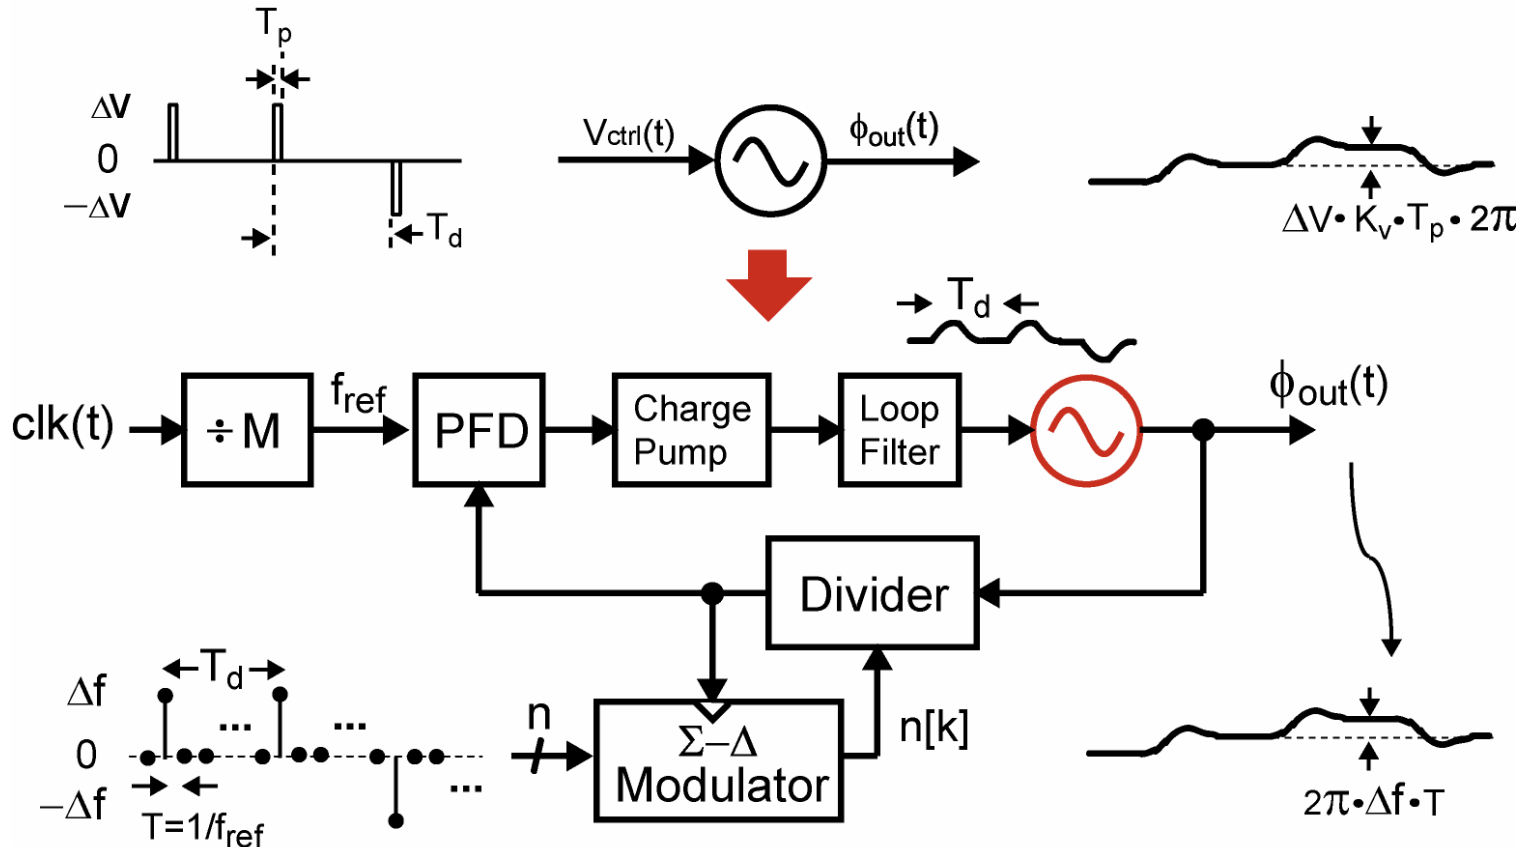 T_p
ΔV
0
−ΔV
T_d
Vctrl(t)
ϕ_out(t)
ΔV • K_v • T_p • 2π
T_d
clk(t)
÷ M
f_ref
PFD
Charge
Pump
Loop
Filter
ϕ_out(t)
Divider
T_d
Δf
...
...
0
−Δf
...
T=1/f_ref
n
Σ−Δ
Modulator
n[k]
2π • Δf • T